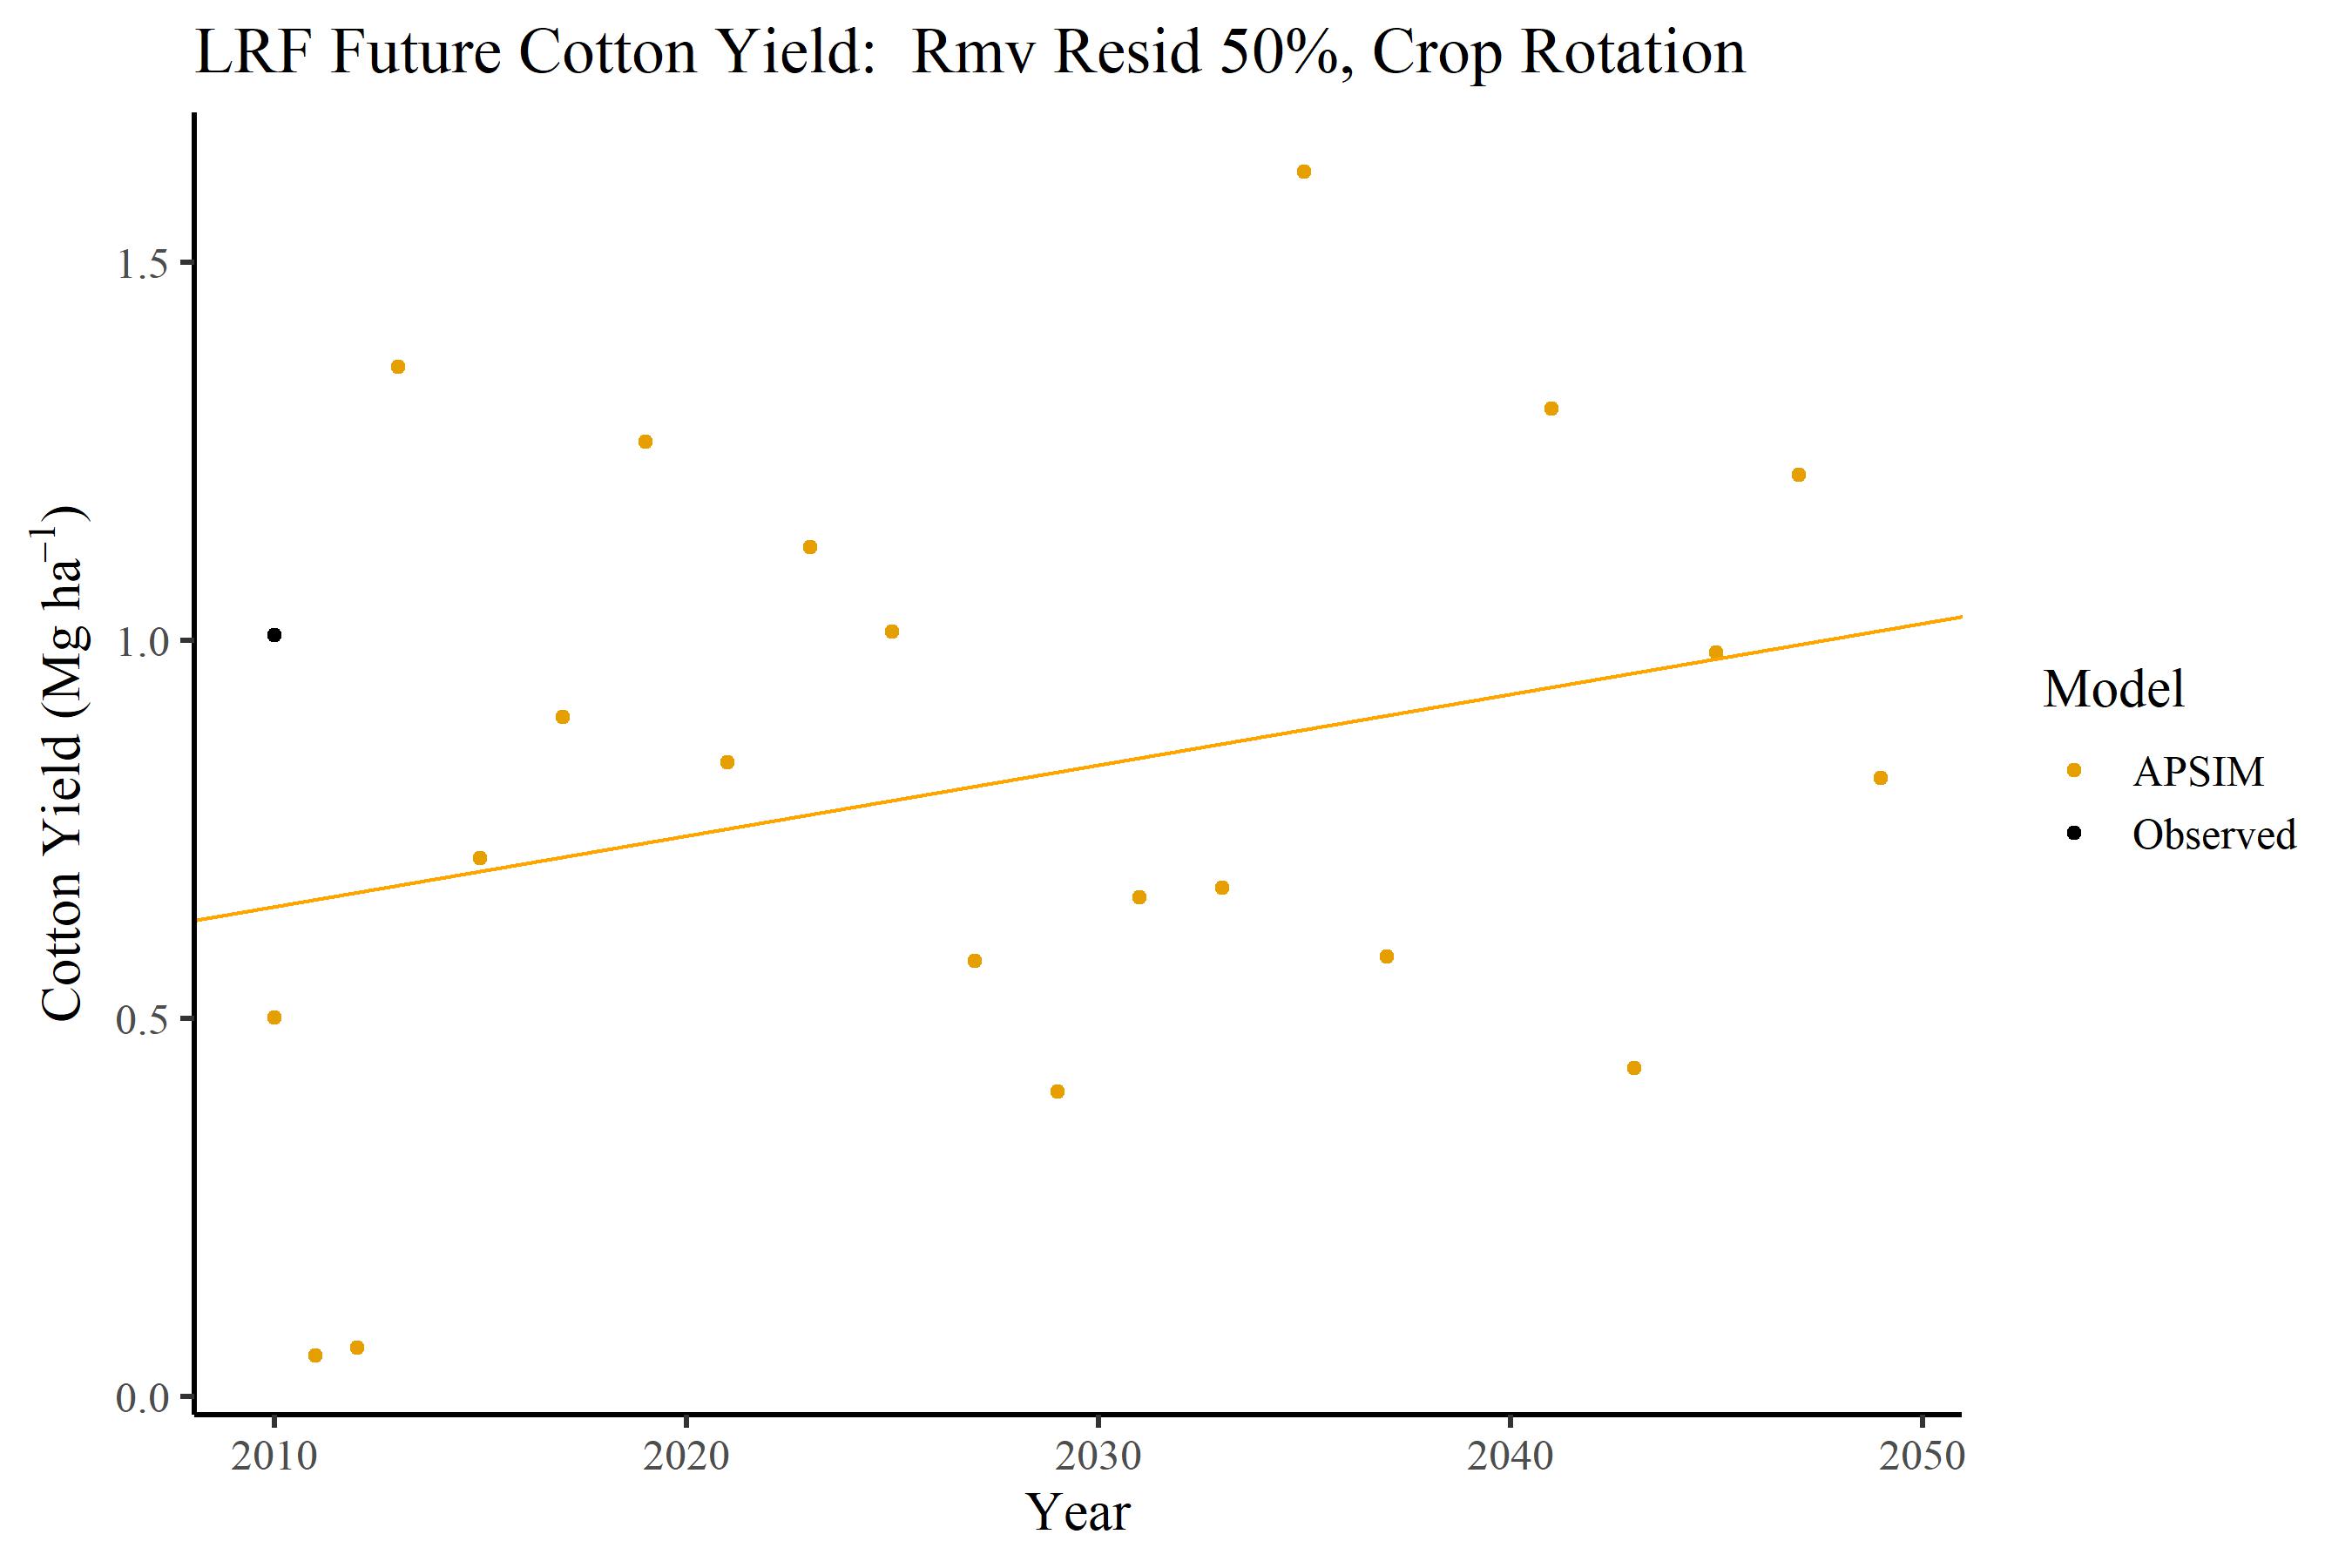 LRF Future Cotton Yield:  Rmv Resid 50%, Crop Rotation
Cotton Yield (Mg ha⁻¹)
1.5
1.0
0.5
0.0
2010 2020 2030 2040 2050
Year
Model
APSIM
Observed